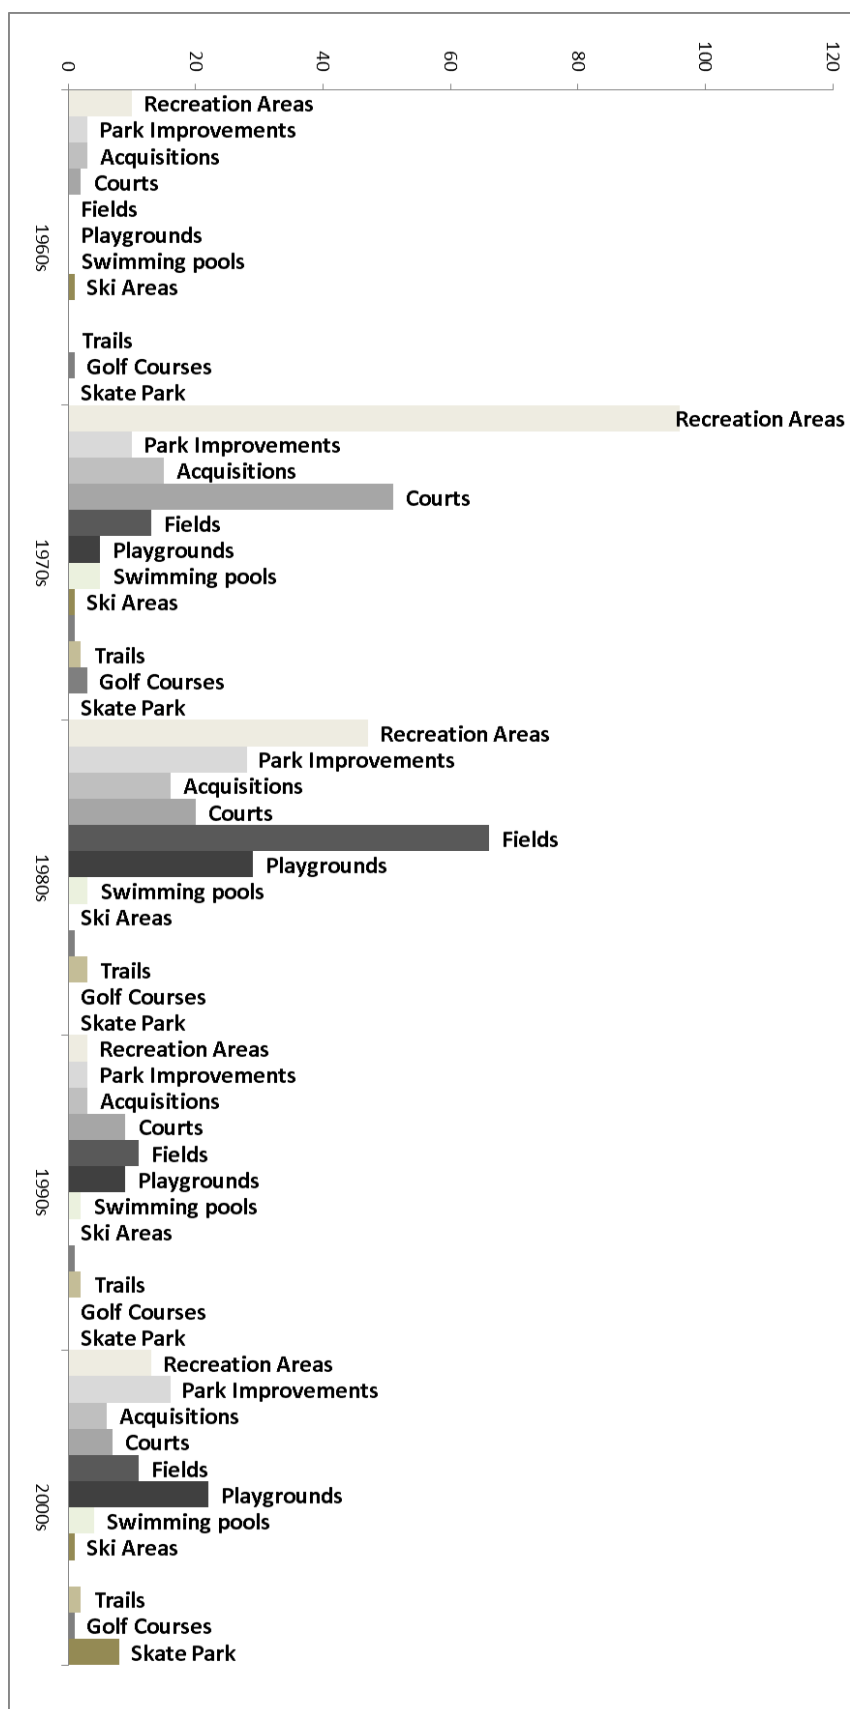 0
20
40
60
80
100
120
1960s
Recreation Areas
Park Improvements
Acquisitions
Courts
Fields
Playgrounds
Swimming pools
Ski Areas
Trails
Golf Courses
Skate Park
1970s
Recreation Areas
Park Improvements
Acquisitions
Courts
Fields
Playgrounds
Swimming pools
Ski Areas
Trails
Golf Courses
Skate Park
1980s
Recreation Areas
Park Improvements
Acquisitions
Courts
Fields
Playgrounds
Swimming pools
Ski Areas
Trails
Golf Courses
Skate Park
1990s
Recreation Areas
Park Improvements
Acquisitions
Courts
Fields
Playgrounds
Swimming pools
Ski Areas
Trails
Golf Courses
Skate Park
2000s
Recreation Areas
Park Improvements
Acquisitions
Courts
Fields
Playgrounds
Swimming pools
Ski Areas
Trails
Golf Courses
Skate Park